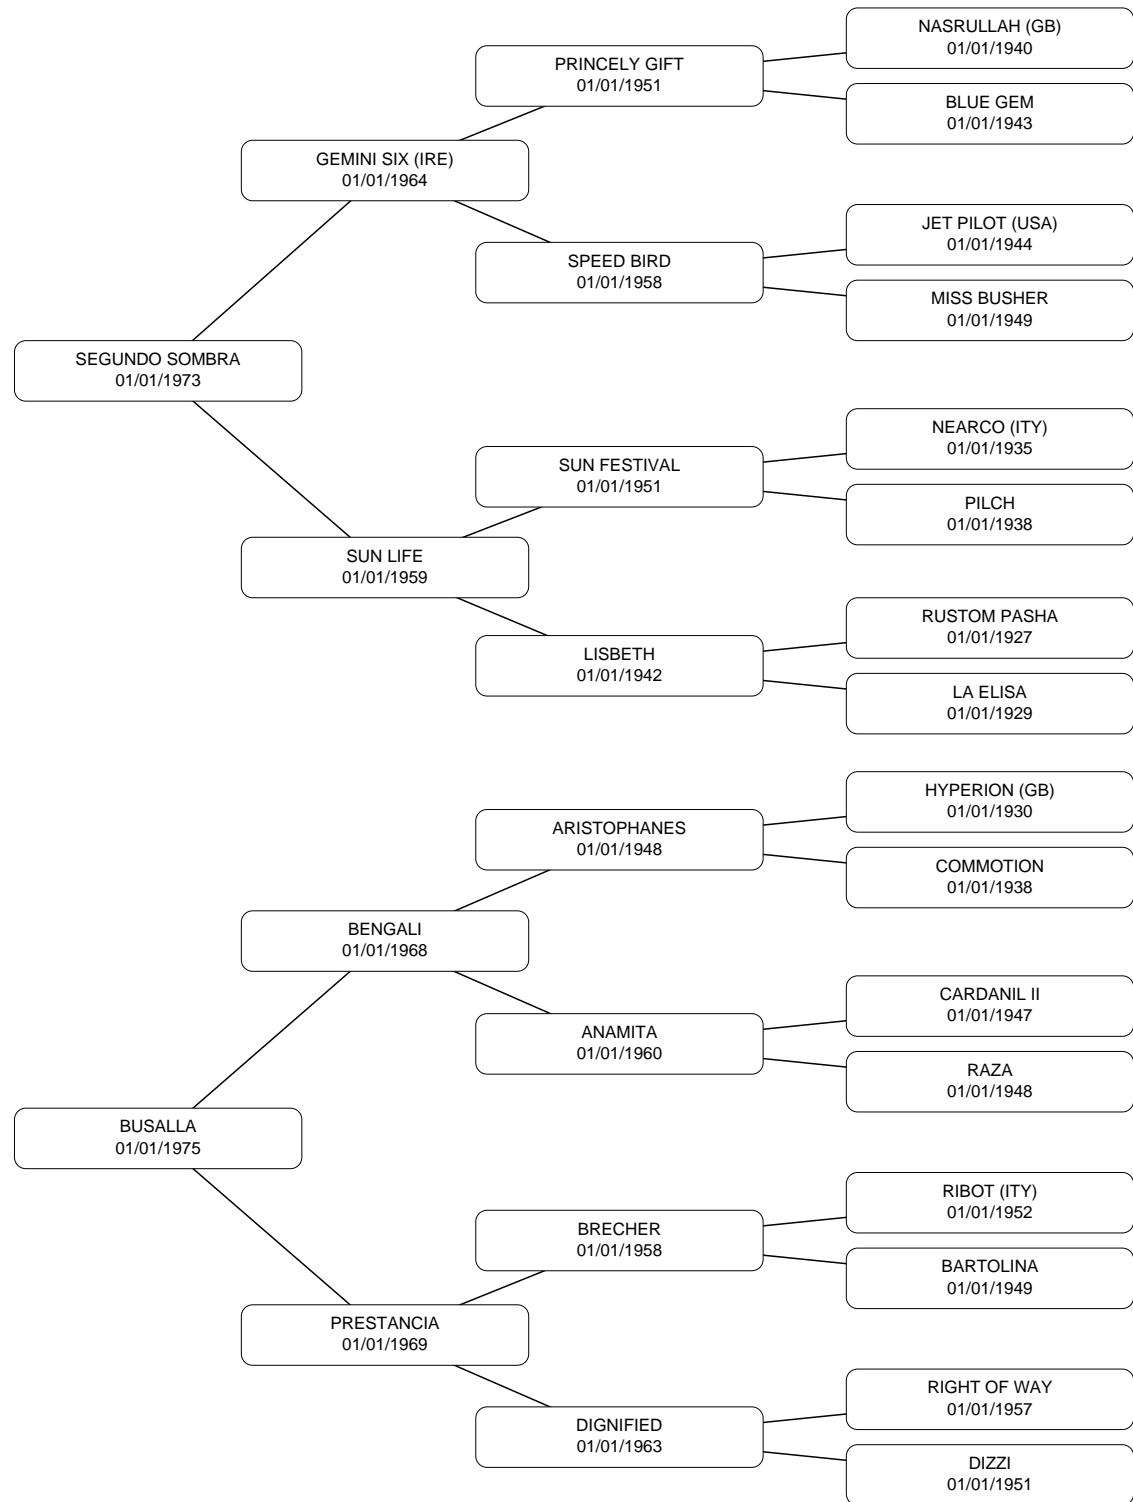 NASRULLAH (GB)
01/01/1940
PRINCELY GIFT
01/01/1951
BLUE GEM
01/01/1943
GEMINI SIX (IRE)
01/01/1964
JET PILOT (USA)
01/01/1944
SPEED BIRD
01/01/1958
MISS BUSHER
01/01/1949
SEGUNDO SOMBRA
01/01/1973
NEARCO (ITY)
01/01/1935
SUN FESTIVAL
01/01/1951
PILCH
01/01/1938
SUN LIFE
01/01/1959
RUSTOM PASHA
01/01/1927
LISBETH
01/01/1942
LA ELISA
01/01/1929
HYPERION (GB)
01/01/1930
ARISTOPHANES
01/01/1948
COMMOTION
01/01/1938
BENGALI
01/01/1968
CARDANIL II
01/01/1947
ANAMITA
01/01/1960
RAZA
01/01/1948
BUSALLA
01/01/1975
RIBOT (ITY)
01/01/1952
BRECHER
01/01/1958
BARTOLINA
01/01/1949
PRESTANCIA
01/01/1969
RIGHT OF WAY
01/01/1957
DIGNIFIED
01/01/1963
DIZZI
01/01/1951